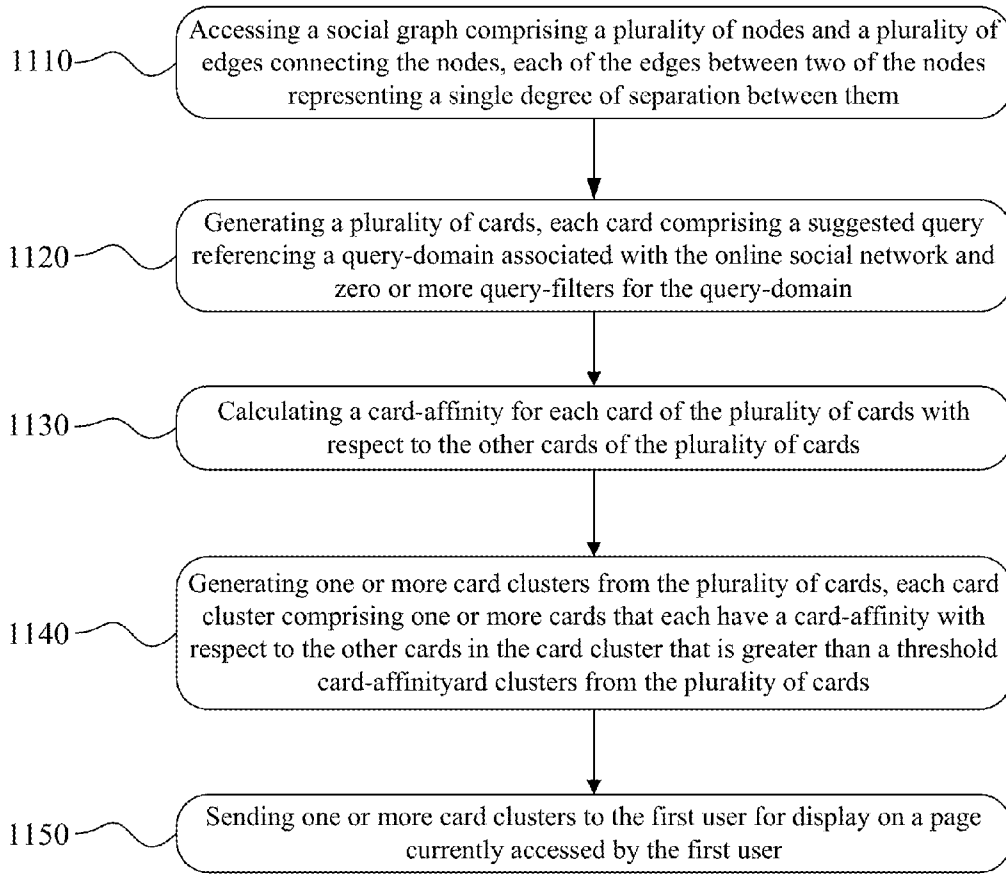 1110
Accessing a social graph comprising a plurality of nodes and a plurality of
edges connecting the nodes, each of the edges between two of the nodes
representing a single degree of separation between them
1120
Generating a plurality of cards, each card comprising a suggested query
referencing a query-domain associated with the online social network and
zero or more query-filters for the query-domain
1130
Calculating a card-affinity for each card of the plurality of cards with
respect to the other cards of the plurality of cards
1140
Generating one or more card clusters from the plurality of cards, each card
cluster comprising one or more cards that each have a card-affinity with
respect to the other cards in the card cluster that is greater than a threshold
card-affinityard clusters from the plurality of cards
1150
Sending one or more card clusters to the first user for display on a page
currently accessed by the first user